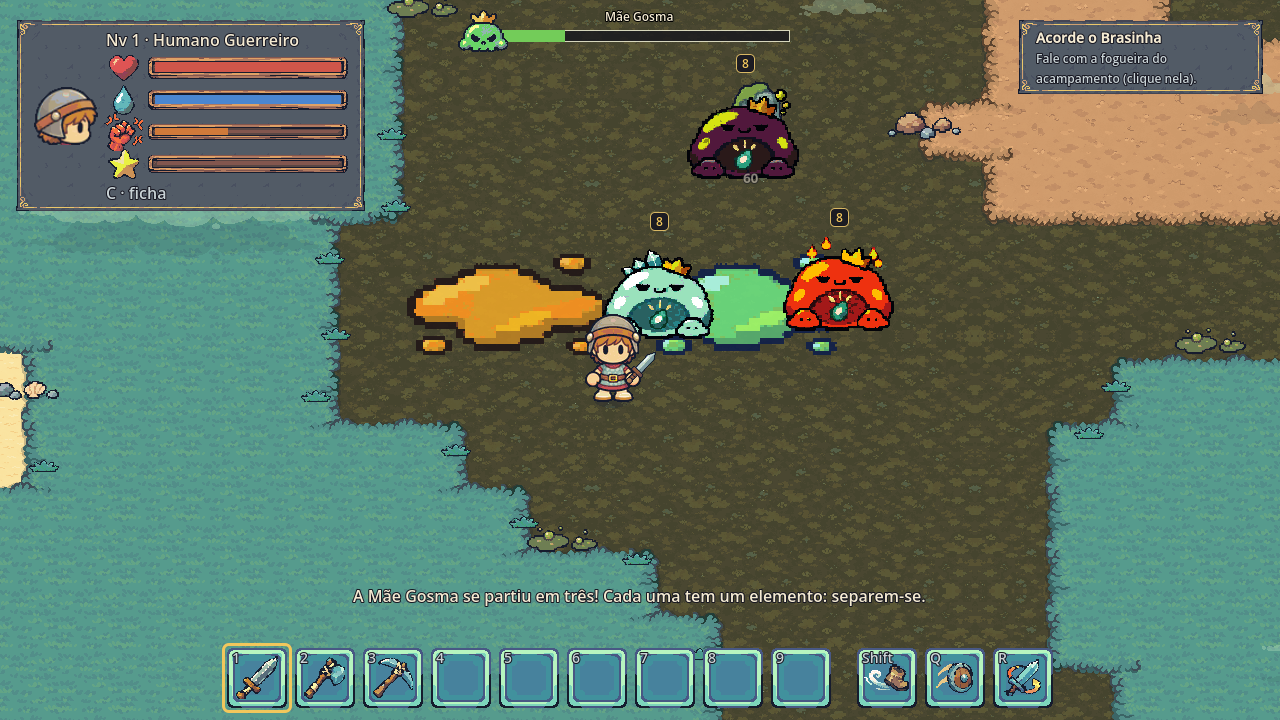 Nv 1 · Humano Guerreiro
C · ficha
Mãe Gosma
Acorde o Brasinha
Fale com a fogueira do
acampamento (clique nela).
8
60
8
8
A Mãe Gosma se partiu em três! Cada uma tem um elemento: separem-se.
1
2
3
4
5
6
7
8
9
Shift
Q
R